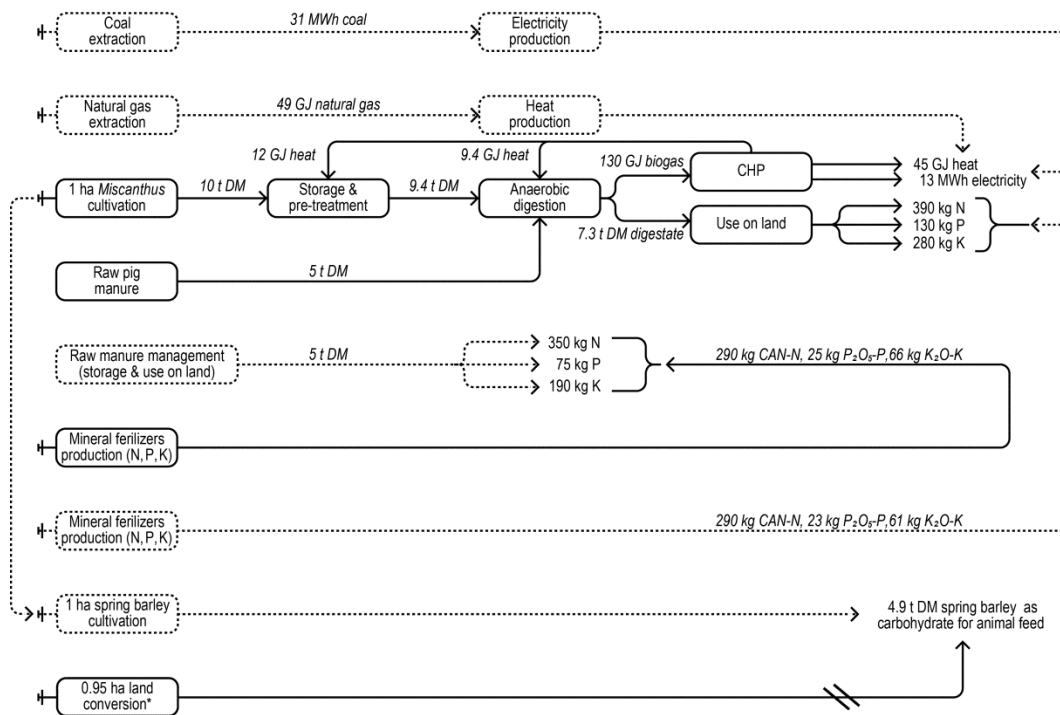 Coal
extraction
31 MWh coal
Electricity
production
Natural gas
extraction
49 GJ natural gas
Heat
production
12 GJ heat
9.4 GJ heat
130 GJ biogas
CHP
45 GJ heat
13 MWh electricity
1 ha Miscanthus
cultivation
10 t DM
Storage &
pre-treatment
9.4 t DM
Anaerobic
digestion
7.3 t DM digestate
Use on land
390 kg N
130 kg P
280 kg K
Raw pig
manure
5 t DM
Raw manure management
(storage & use on land)
5 t DM
350 kg N
75 kg P
190 kg K
290 kg CAN-N, 25 kg P₂O₅-P,66 kg K₂O-K
Mineral ferilizers
production (N, P, K)
Mineral ferilizers
production (N, P, K)
290 kg CAN-N, 23 kg P₂O₅-P,61 kg K₂O-K
1 ha spring barley
cultivation
4.9 t DM spring barley as
carbohydrate for animal feed
0.95 ha land
conversion*